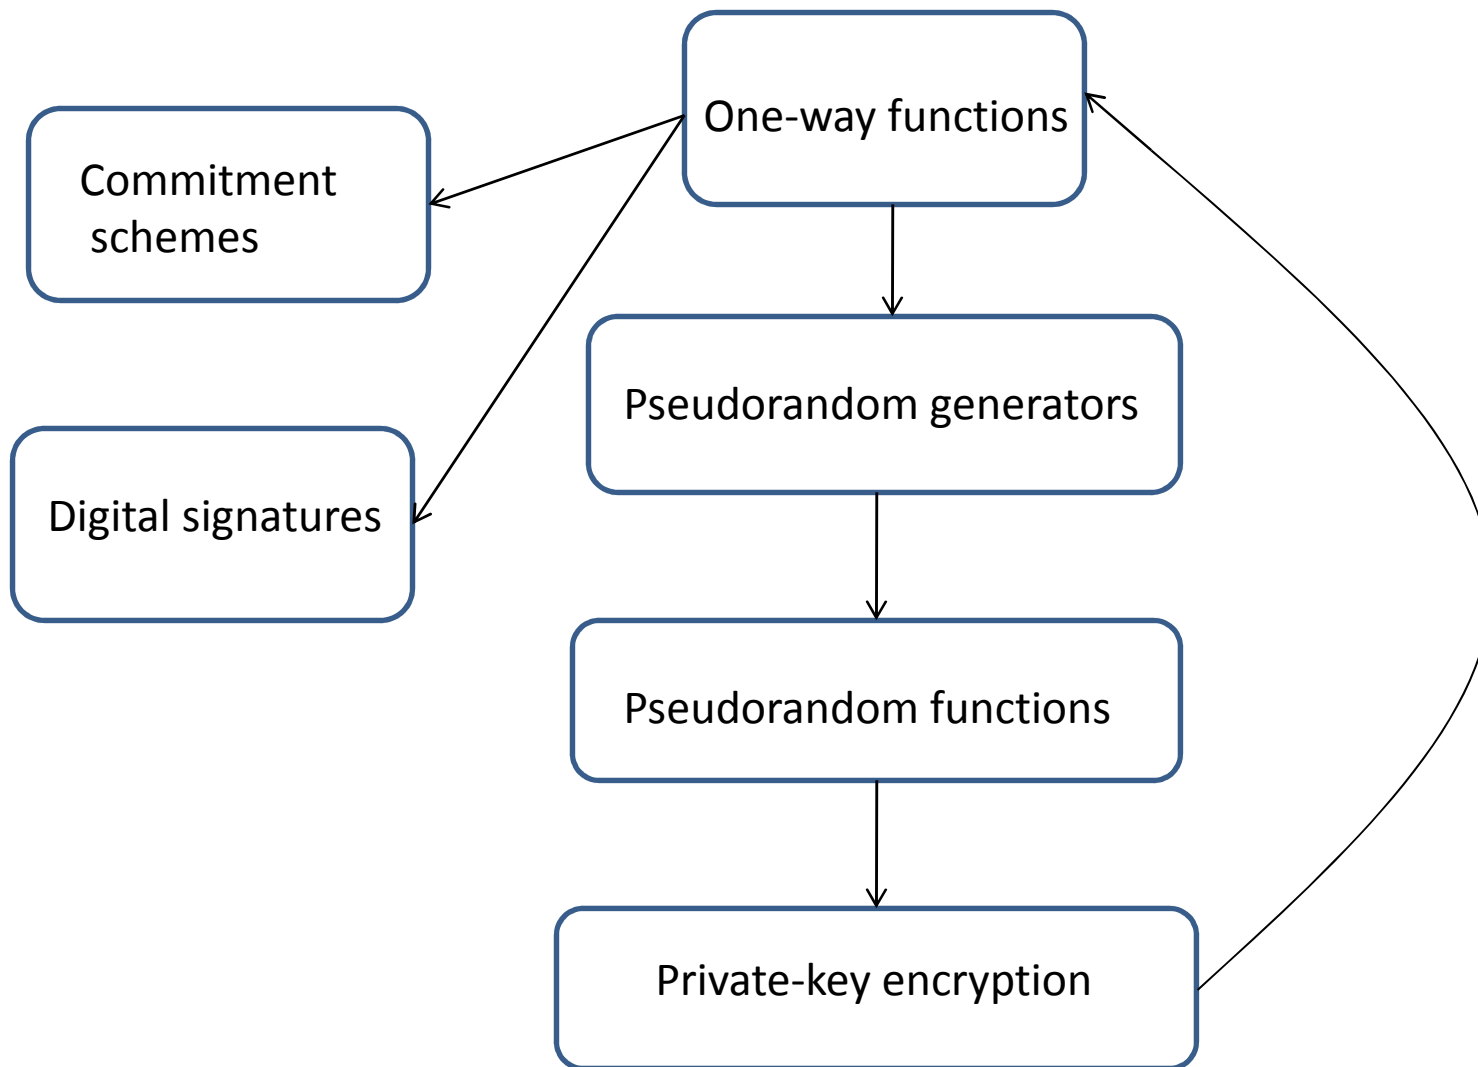 One-way functions
Commitment
schemes
Pseudorandom generators
Digital signatures
Pseudorandom functions
Private-key encryption